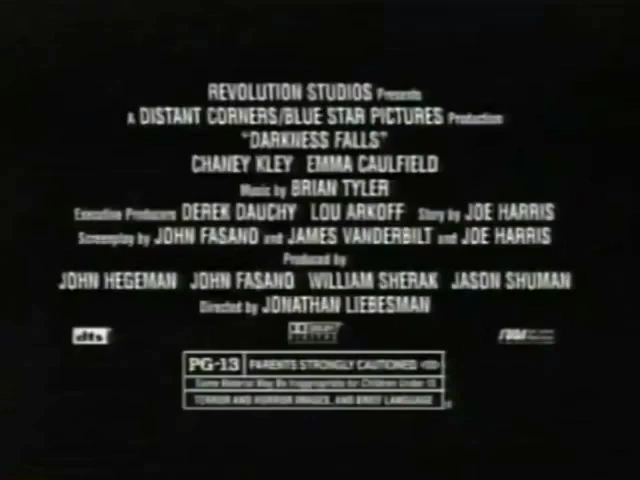 REVOLUTION STUDIOS Presents
A DISTANT CORNERS/BLUE STAR PICTURES Production
"DARKNESS FALLS"
CHANEY KLEY EMMA CAULFIELD
Music by BRIAN TYLER
Executive Producers DEREK DAUCHY LOU ARKOFF Story by JOE HARRIS
Screenplay by JOHN FASANO and JAMES VANDERBILT and JOE HARRIS
Produced by
JOHN HEGEMAN JOHN FASANO WILLIAM SHERAK JASON SHUMAN
Directed by JONATHAN LIEBESMAN
dts DOLBY DIGITAL
PG-13 PARENTS STRONGLY CAUTIONED
Some Material May Be Inappropriate for Children Under 13
TERROR AND HORROR IMAGES, AND BRIEF LANGUAGE